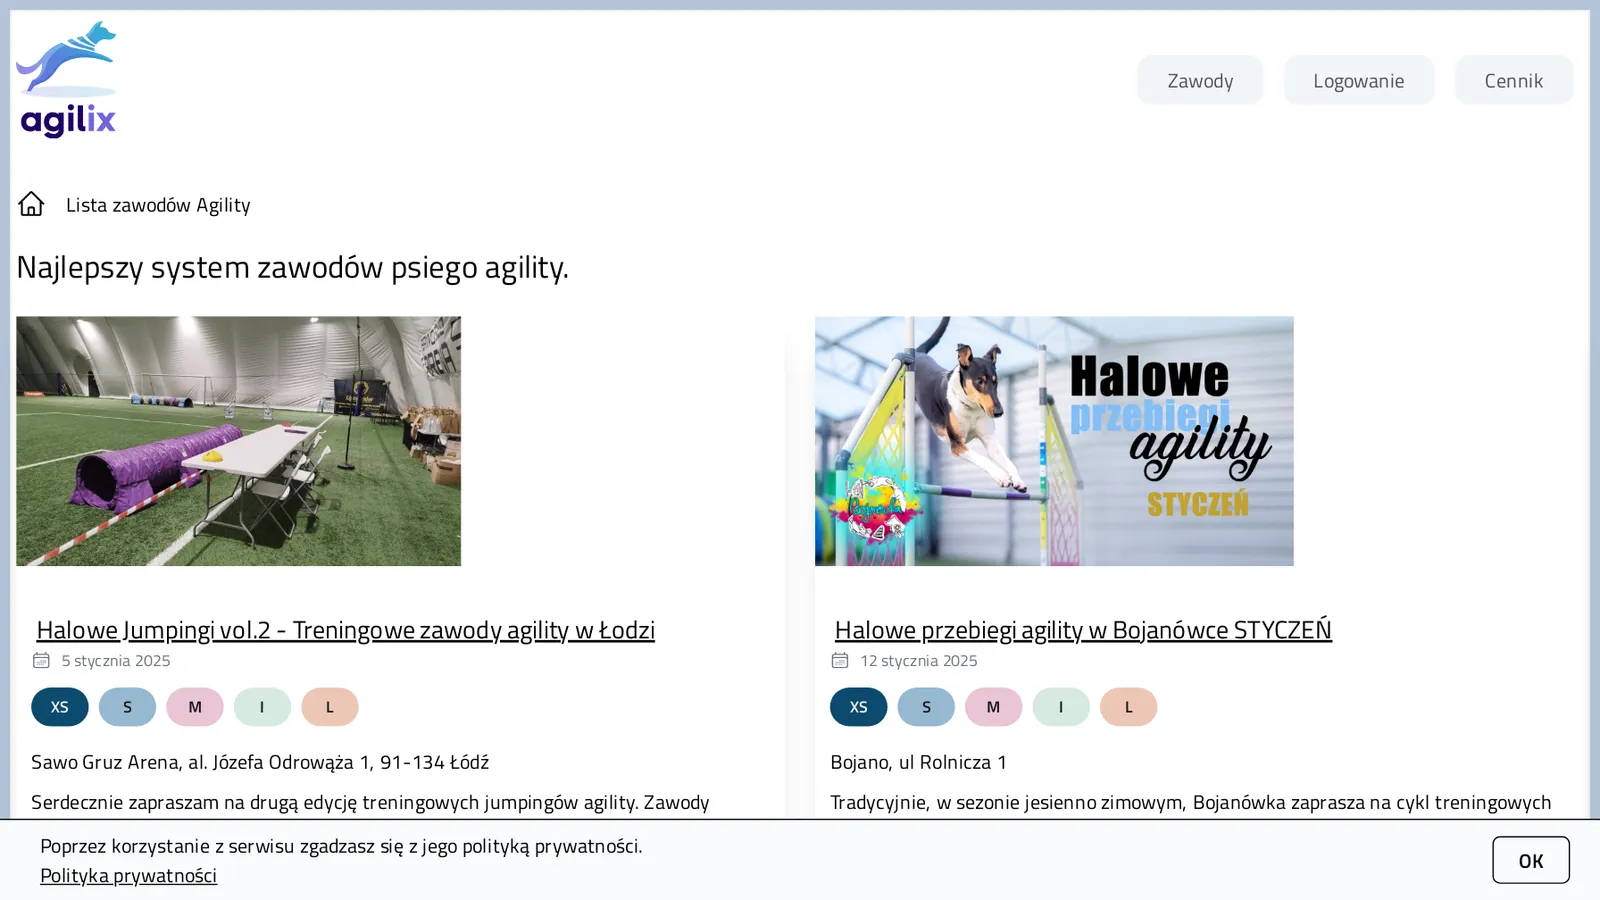 agilix
Zawody
Logowanie
Cennik
Lista zawodów Agility
Najlepszy system zawodów psiego agility.
Halowe
przebiegi
agility
STYCZEŃ
Halowe Jumpingi vol.2 - Treningowe zawody agility w Łodzi
5 stycznia 2025
XS S M I L
Sawo Gruz Arena, al. Józefa Odrowąża 1, 91-134 Łódź
Serdecznie zapraszam na drugą edycję treningowych jumpingów agility. Zawody
Halowe przebiegi agility w Bojanówce STYCZEŃ
12 stycznia 2025
XS S M I L
Bojano, ul Rolnicza 1
Tradycyjnie, w sezonie jesienno zimowym, Bojanówka zaprasza na cykl treningowych
Poprzez korzystanie z serwisu zgadzasz się z jego polityką prywatności.
Polityka prywatności
OK